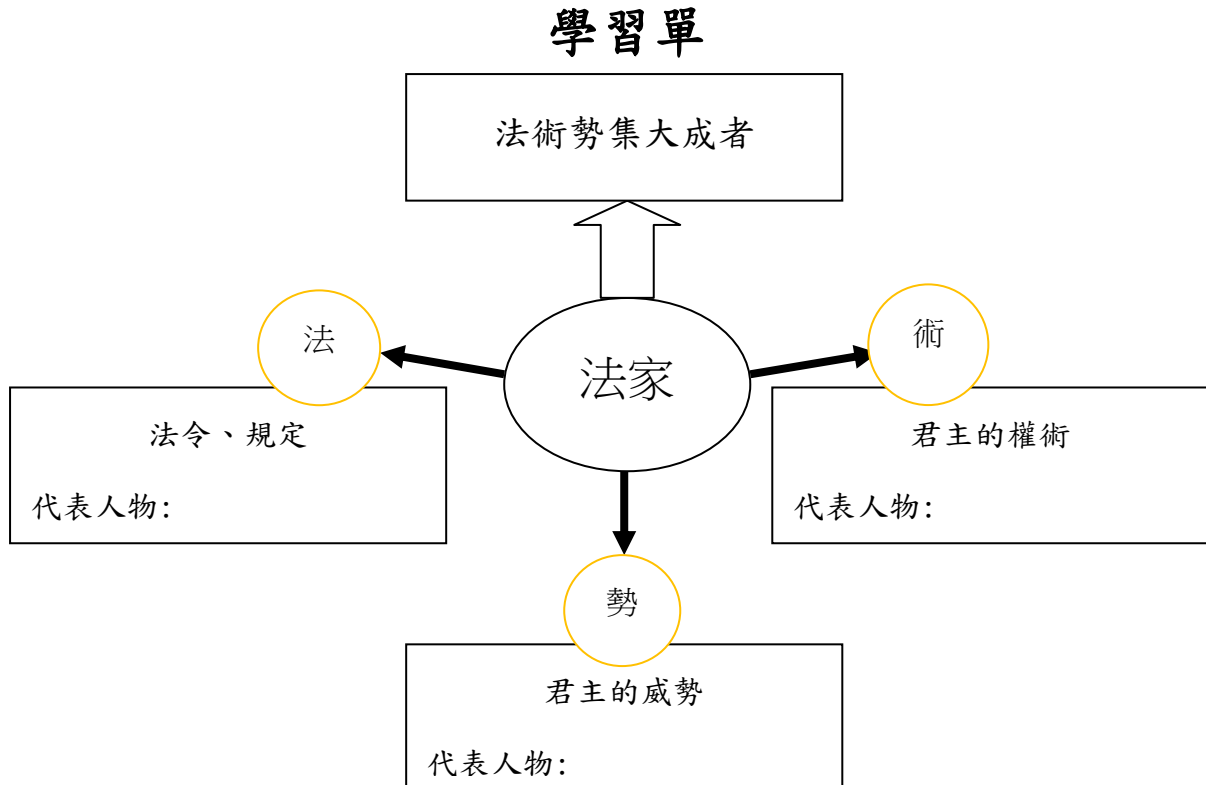 學習單
法術勢集大成者
法
術
法家
法令、規定
代表人物:
君主的權術
代表人物:
勢
君主的威勢
代表人物: